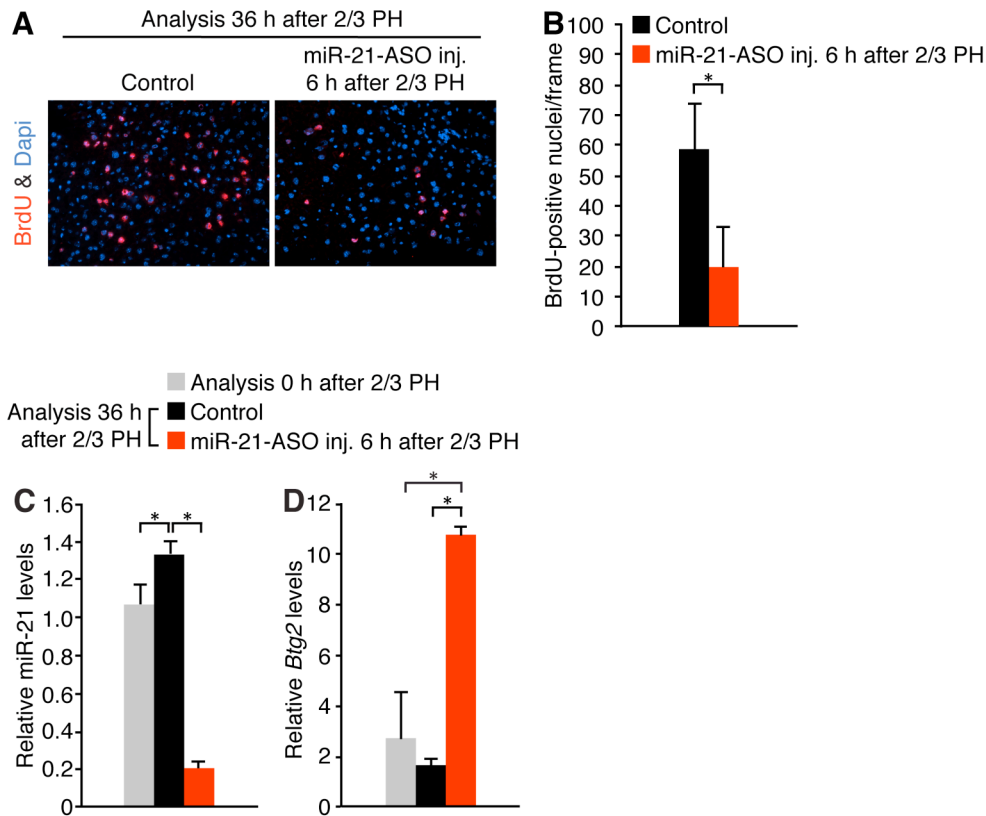 A
Analysis 36 h after 2/3 PH
Control
miR-21-ASO inj.
6 h after 2/3 PH
BrdU & Dapi
B
Control
miR-21-ASO inj. 6 h after 2/3 PH
BrdU-positive nuclei/frame
100
90
80
70
60
50
40
30
20
10
0
*
Analysis 0 h after 2/3 PH
Analysis 36 h
after 2/3 PH
Control
miR-21-ASO inj. 6 h after 2/3 PH
C
Relative miR-21 levels
1.6
1.4
1.2
1.0
0.8
0.6
0.4
0.2
0
* *
D
Relative Btg2 levels
12
10
8
6
4
2
0
*
*